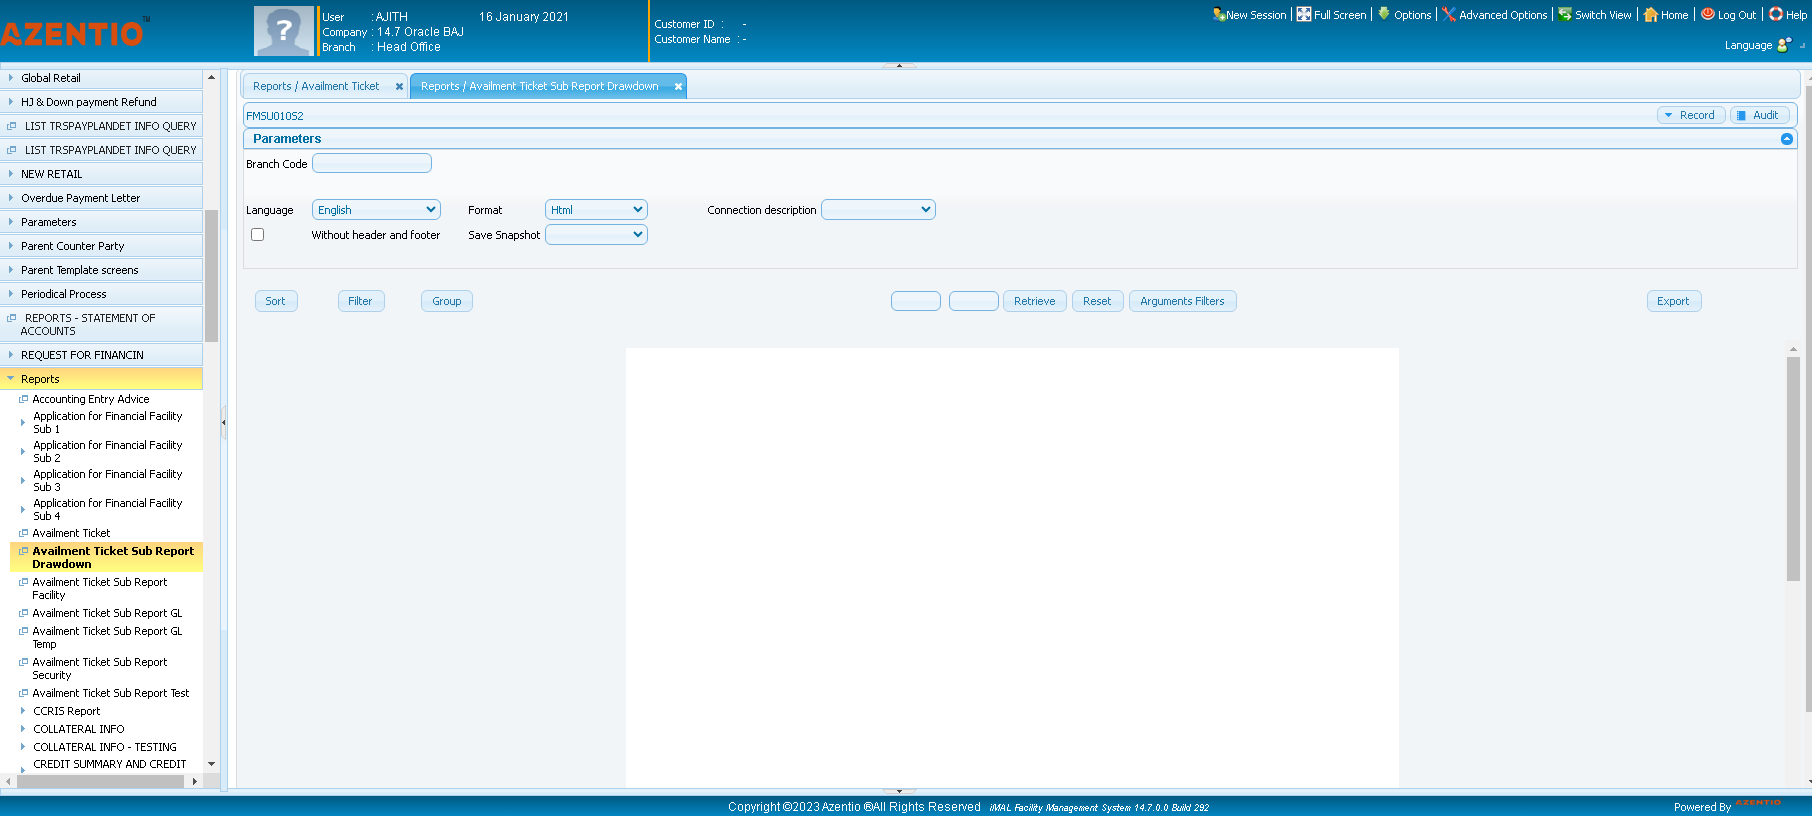 AZENTIO™
User : AJITH 16 January 2021
Company : 14.7 Oracle BAJ
Branch : Head Office
Customer ID : -
Customer Name : -
New Session Full Screen Options Advanced Options Switch View Home Log Out Help
Language
Global Retail
HJ & Down payment Refund
LIST TRSPAYPLANDET INFO QUERY
LIST TRSPAYPLANDET INFO QUERY
NEW RETAIL
Overdue Payment Letter
Parameters
Parent Counter Party
Parent Template screens
Periodical Process
REPORTS - STATEMENT OF
ACCOUNTS
REQUEST FOR FINANCIN
Reports
Accounting Entry Advice
Application for Financial Facility
Sub 1
Application for Financial Facility
Sub 2
Application for Financial Facility
Sub 3
Application for Financial Facility
Sub 4
Availment Ticket
Availment Ticket Sub Report
Drawdown
Availment Ticket Sub Report
Facility
Availment Ticket Sub Report GL
Availment Ticket Sub Report GL
Temp
Availment Ticket Sub Report
Security
Availment Ticket Sub Report Test
CCRIS Report
COLLATERAL INFO
COLLATERAL INFO - TESTING
CREDIT SUMMARY AND CREDIT
Reports / Availment Ticket
Reports / Availment Ticket Sub Report Drawdown
FMSU010S2
Record Audit
Parameters
Branch Code
Language English Format Html Connection description
Without header and footer Save Snapshot
Sort Filter Group Retrieve Reset Arguments Filters Export
Copyright ©2023 Azentio ®All Rights Reserved iMAL Facility Management System 14.7.0.0 Build 292
Powered By AZENTIO